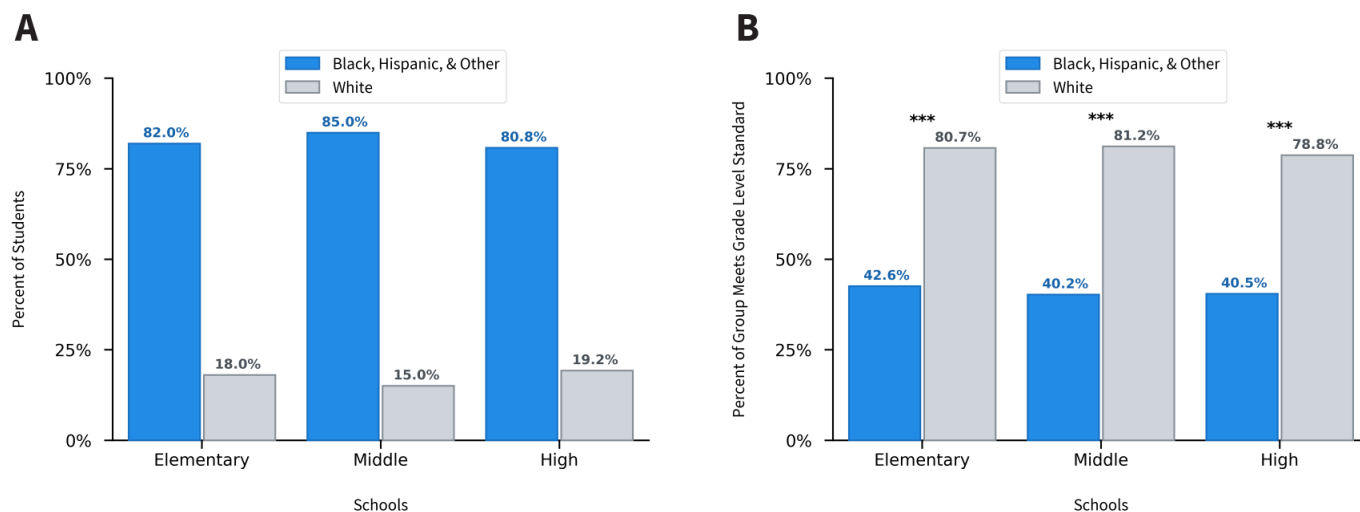 A
Black, Hispanic, & Other
White
100%
75%
50%
25%
0%
Percent of Students
82.0%
18.0%
85.0%
15.0%
80.8%
19.2%
Elementary
Middle
High
Schools
B
Black, Hispanic, & Other
White
100%
75%
50%
25%
0%
Percent of Group Meets Grade Level Standard
***
42.6%
80.7%
***
40.2%
81.2%
***
40.5%
78.8%
Elementary
Middle
High
Schools